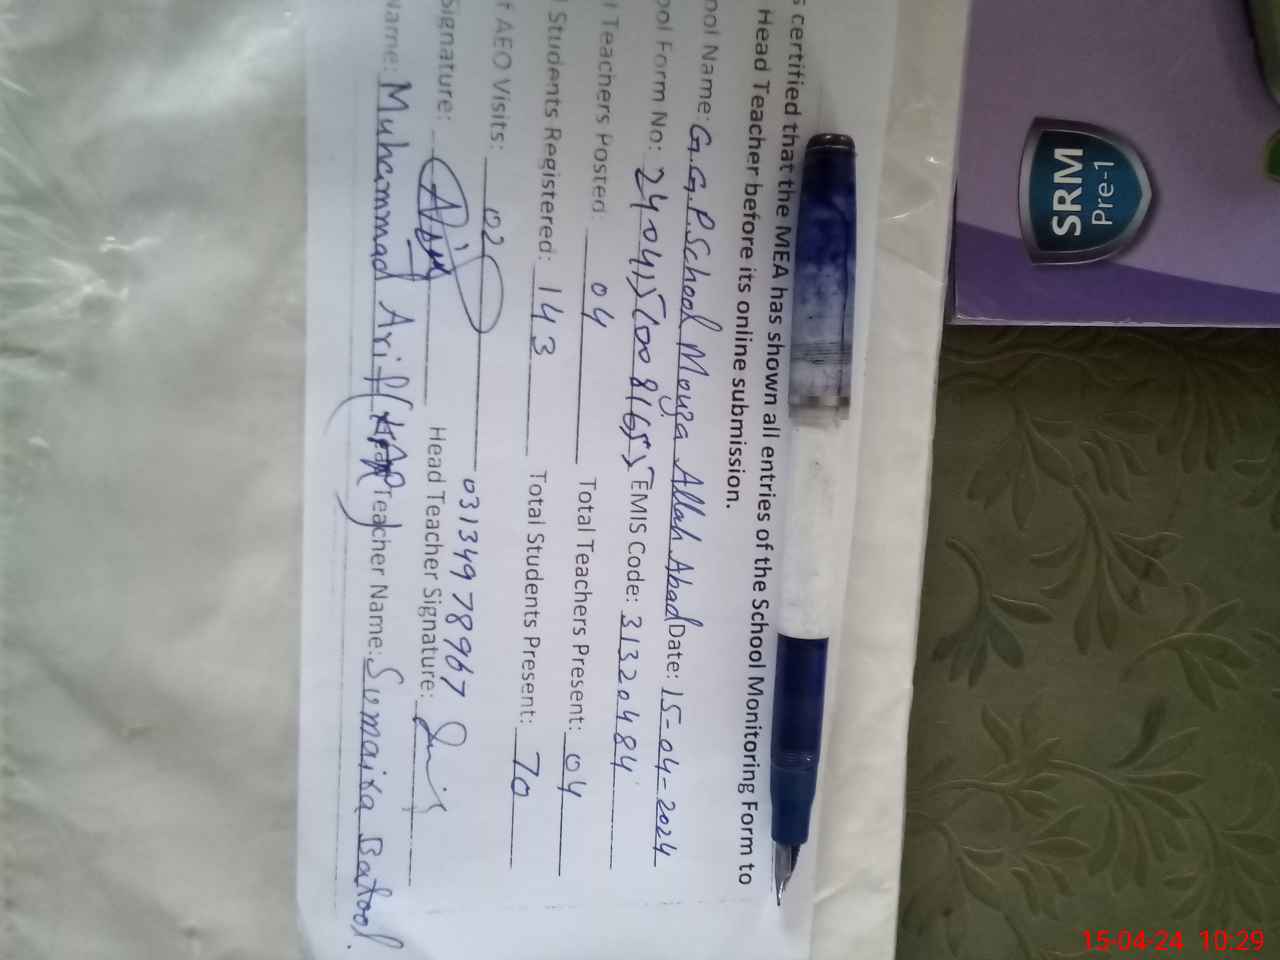 s certified that the MEA has shown all entries of the School Monitoring Form to
Head Teacher before its online submission.
ool Name: G.G.P.School Mouza Allah Abad Date: 15-04-2024
ool Form No: EMIS Code: 31320484
l Teachers Posted: 04 Total Teachers Present: 04
l Students Registered: 143 Total Students Present: 70
f AEO Visits: 02 03134978967
Signature: Head Teacher Signature:
Name: Muhammad Arif Teacher Name: Sumaira Batool.
SRM
Pre-1
15-04-24 10:29